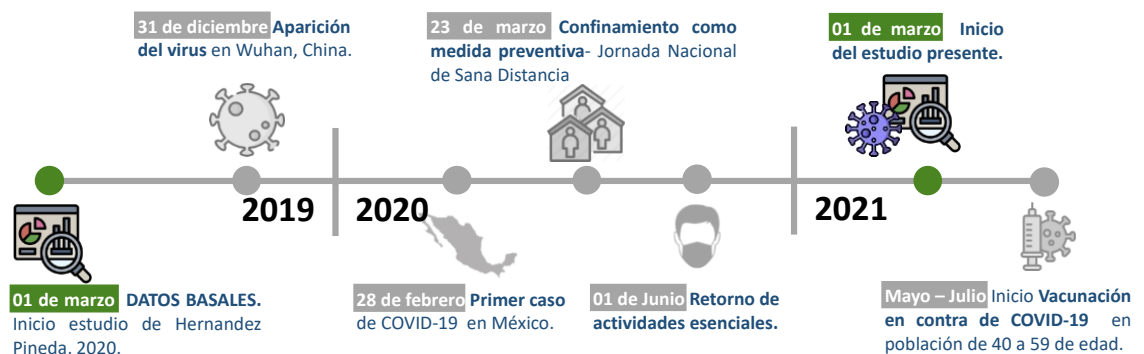 31 de diciembre Aparición
del virus en Wuhan, China.
23 de marzo Confinamiento como
medida preventiva- Jornada Nacional
de Sana Distancia
01 de marzo Inicio
del estudio presente.
2019
2020
2021
01 de marzo DATOS BASALES.
Inicio estudio de Hernandez
Pineda, 2020.
28 de febrero Primer caso
de COVID-19 en México.
01 de Junio Retorno de
actividades esenciales.
Mayo – Julio Inicio Vacunación
en contra de COVID-19 en
población de 40 a 59 de edad.